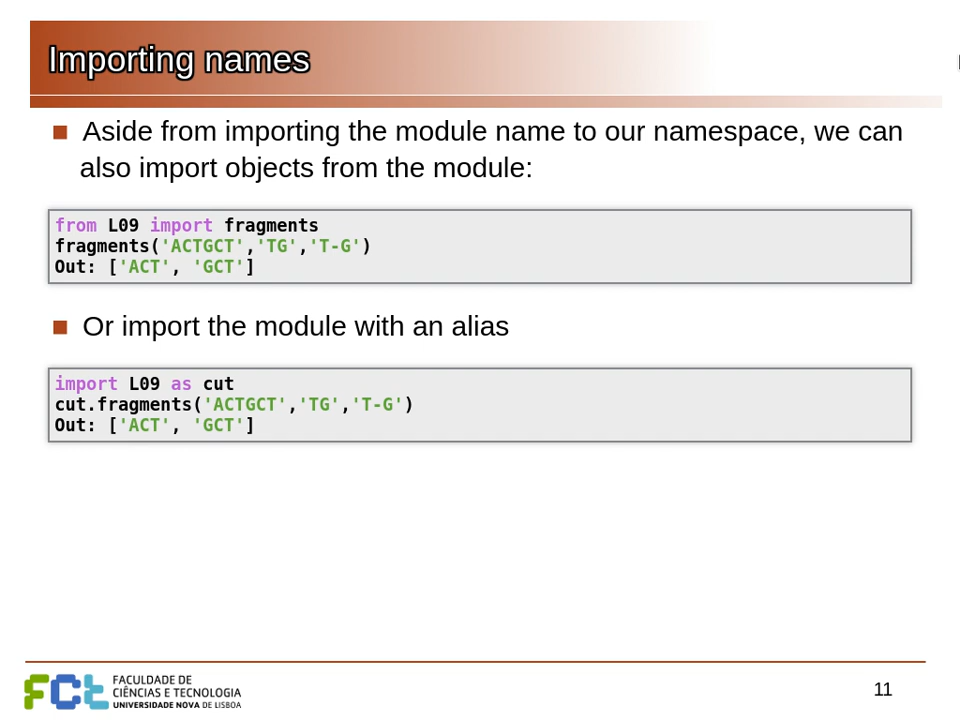 Importing names
Aside from importing the module name to our namespace, we can
also import objects from the module:
from L09 import fragments
fragments('ACTGCT','TG','T-G')
Out: ['ACT', 'GCT']
Or import the module with an alias
import L09 as cut
cut.fragments('ACTGCT','TG','T-G')
Out: ['ACT', 'GCT']
FCt
FACULDADE DE
CIÊNCIAS E TECNOLOGIA
UNIVERSIDADE NOVA DE LISBOA
11